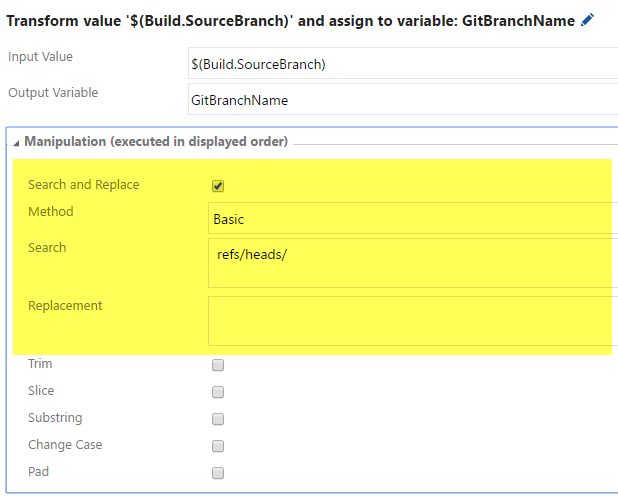 Transform value '$(Build.SourceBranch)' and assign to variable: GitBranchName
Input Value
$(Build.SourceBranch)
Output Variable
GitBranchName
Manipulation (executed in displayed order)
Search and Replace
Method
Basic
Search
refs/heads/
Replacement
Trim
Slice
Substring
Change Case
Pad